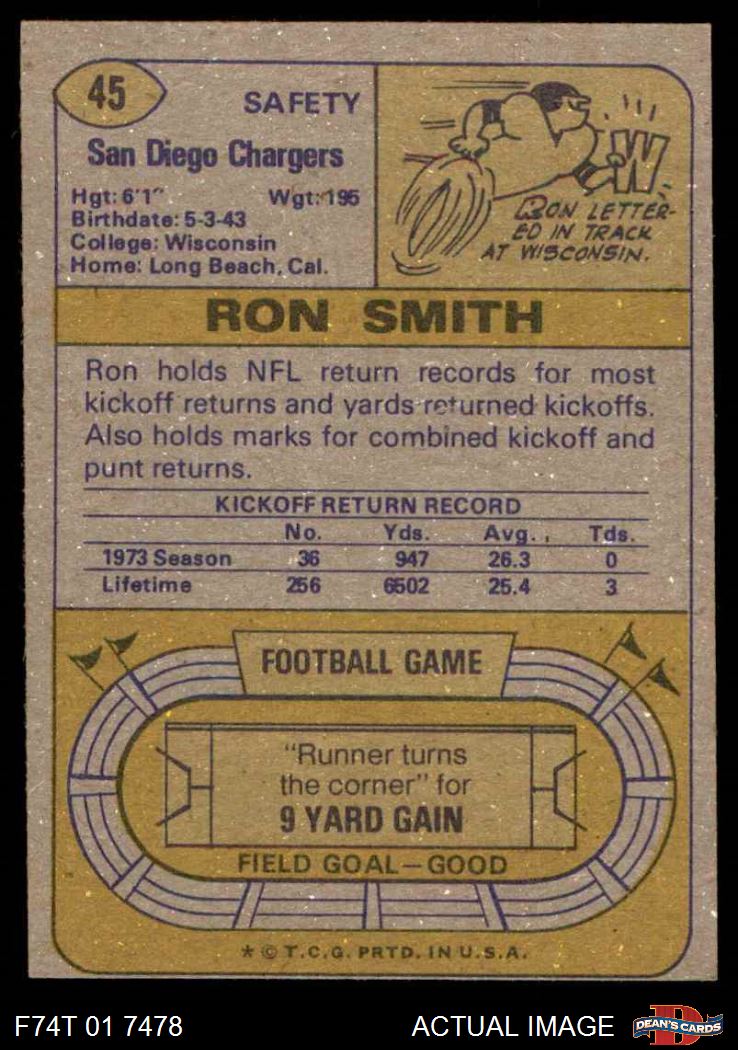 45
SAFETY
San Diego Chargers
Hgt: 6'1" Wgt: 195
Birthdate: 5-3-43
College: Wisconsin
Home: Long Beach, Cal.
W
RON LETTER-
ED IN TRACK
AT WISCONSIN.
RON SMITH
Ron holds NFL return records for most
kickoff returns and yards returned kickoffs.
Also holds marks for combined kickoff and
punt returns.
KICKOFF RETURN RECORD
No. Yds. Avg. Tds.
1973 Season 36 947 26.3 0
Lifetime 256 6502 25.4 3
FOOTBALL GAME
"Runner turns
the corner" for
9 YARD GAIN
FIELD GOAL—GOOD
* © T.C.G. PRTD. IN U.S.A.
F74T 01 7478 ACTUAL IMAGE
D
DEAN'S CARDS